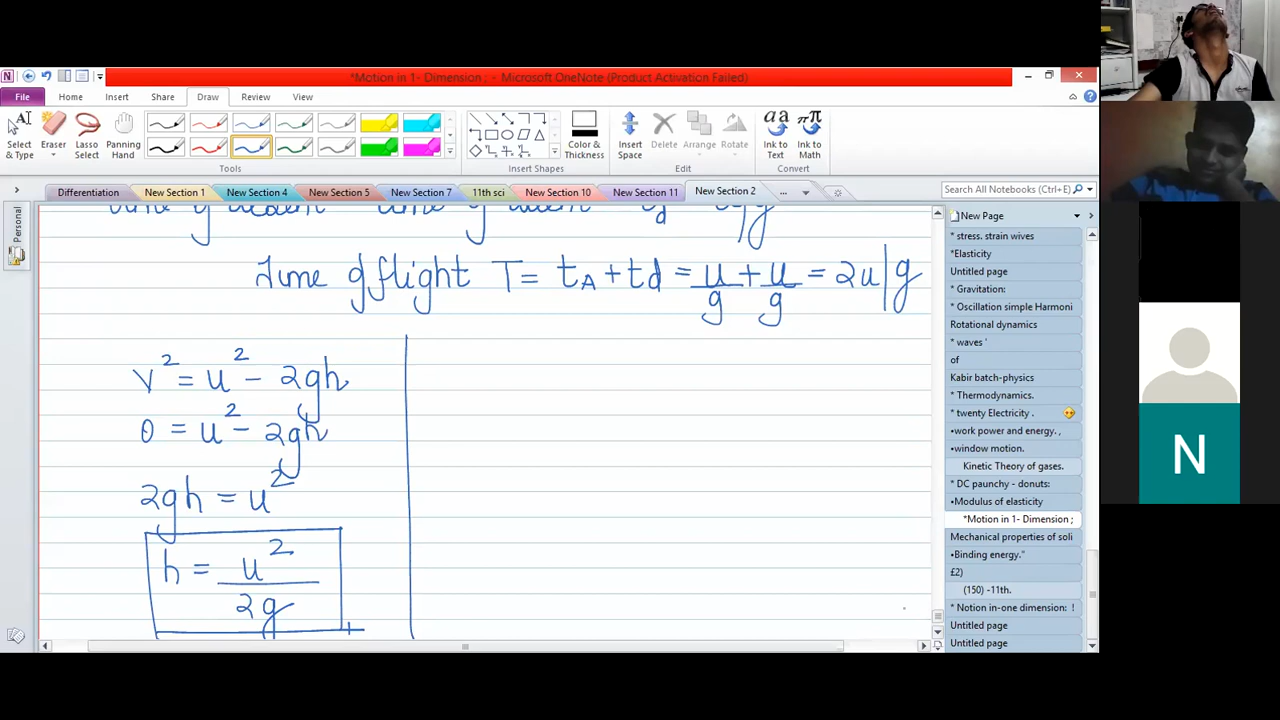 *Motion in 1- Dimension ; - Microsoft OneNote (Product Activation Failed)
File Home Insert Share Draw Review View
Select & Type
Eraser
Lasso Select
Panning Hand
Color & Thickness
Insert Space
Delete
Arrange
Rotate
Ink to Text
Ink to Math
Tools
Insert Shapes
Edit
Convert
Differentiation New Section 1 New Section 4 New Section 5 New Section 7 11th sci New Section 10 New Section 11 New Section 2 ...
Search All Notebooks (Ctrl+E)
Personal
Time of flight T = tA + td = u/g + u/g = 2u|g
v² = u² - 2gh
0 = u² - 2gh
2gh = u²
h = u²/2g
New Page
* stress. strain wives
*Elasticity
Untitled page
* Gravitation:
* Oscillation simple Harmoni
Rotational dynamics
* waves '
of
Kabir batch-physics
* Thermodynamics.
* twenty Electricity .
•work power and energy. ,
•window motion.
Kinetic Theory of gases.
* DC paunchy - donuts:
•Modulus of elasticity
*Motion in 1- Dimension ;
Mechanical properties of soli
•Binding energy."
£2)
(150) -11th.
* Notion in-one dimension: !
Untitled page
Untitled page
N